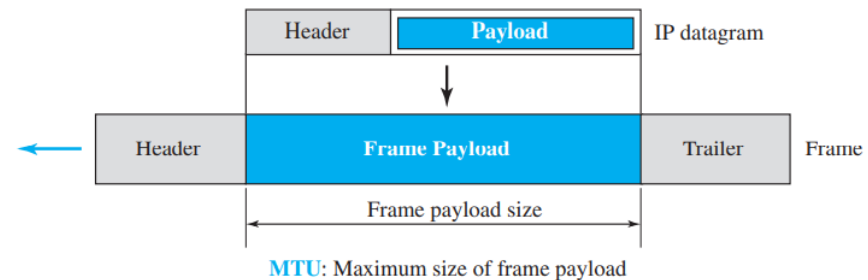 Header Payload IP datagram
Header Frame Payload Trailer Frame
Frame payload size
MTU: Maximum size of frame payload